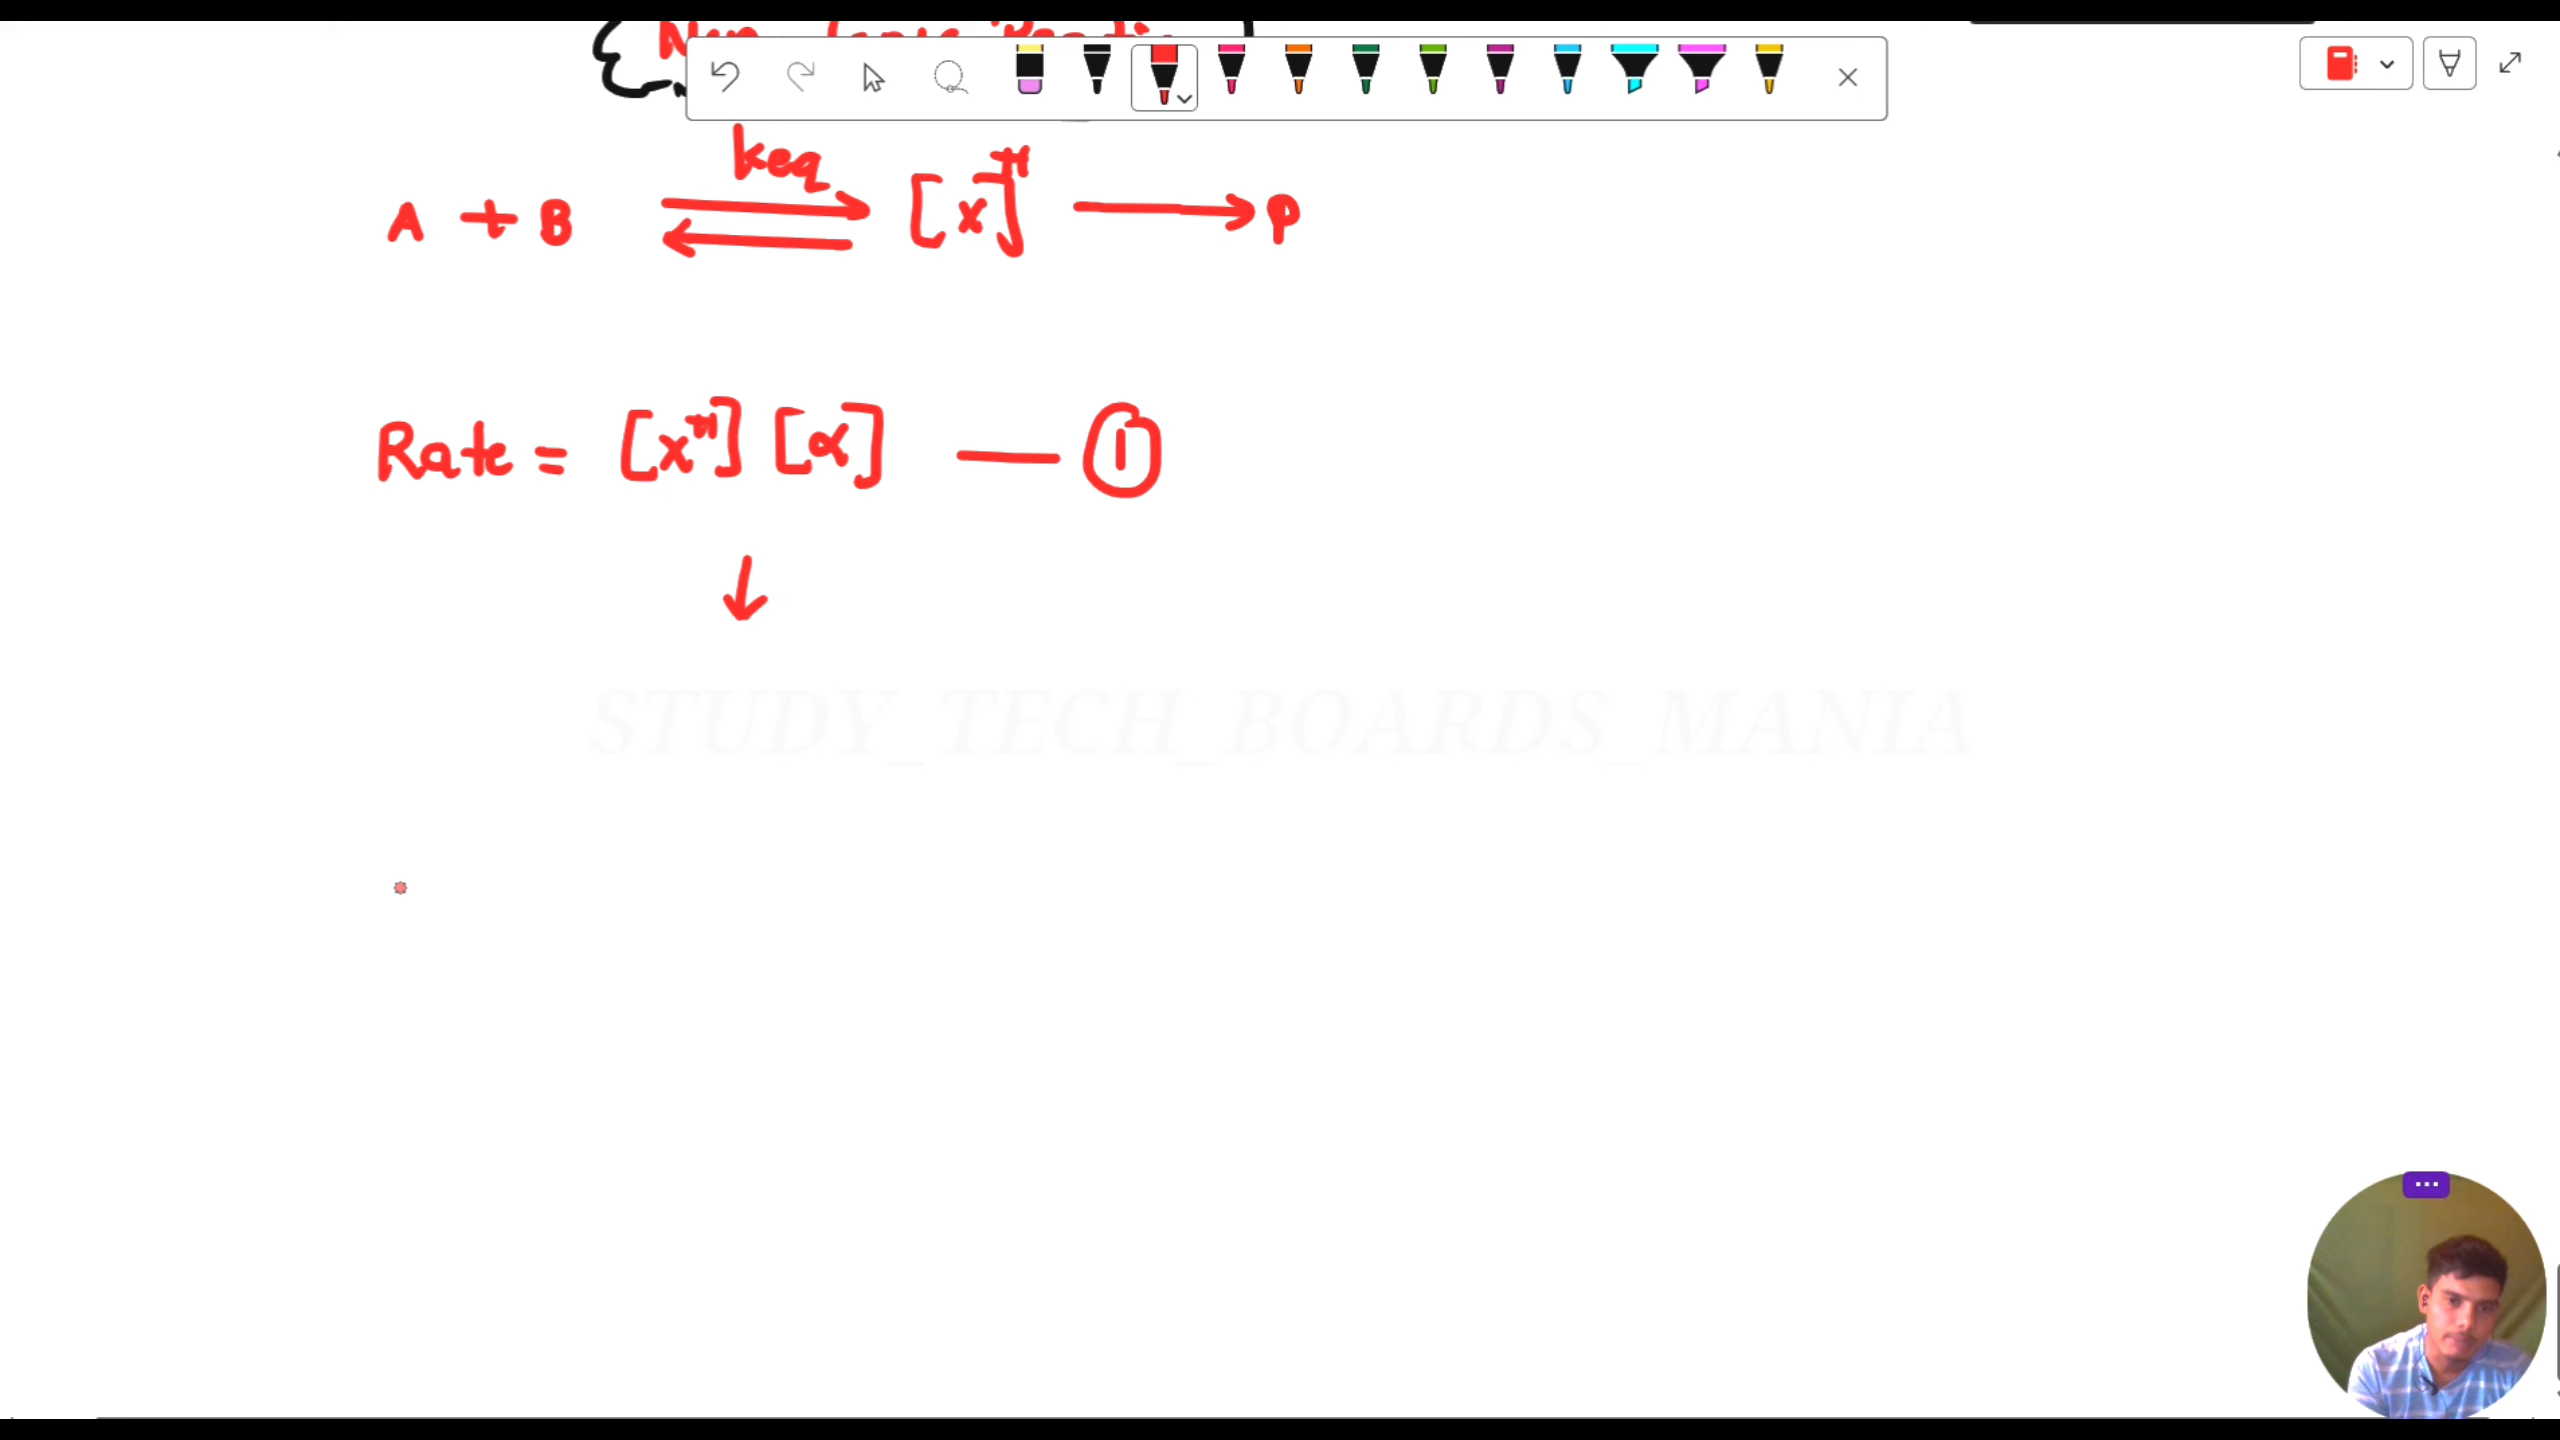 Keq
A + B ⇌ [x]^‡ ⟶ P
Rate = [x^‡] [α] — ①
↓
STUDY_TECH_BOARDS_MANIA